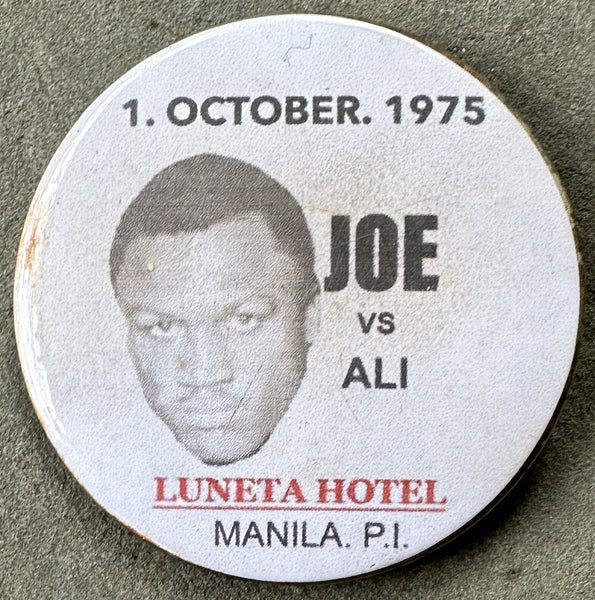 1. OCTOBER. 1975
JOE
VS
ALI
LUNETA HOTEL
MANILA. P.I.